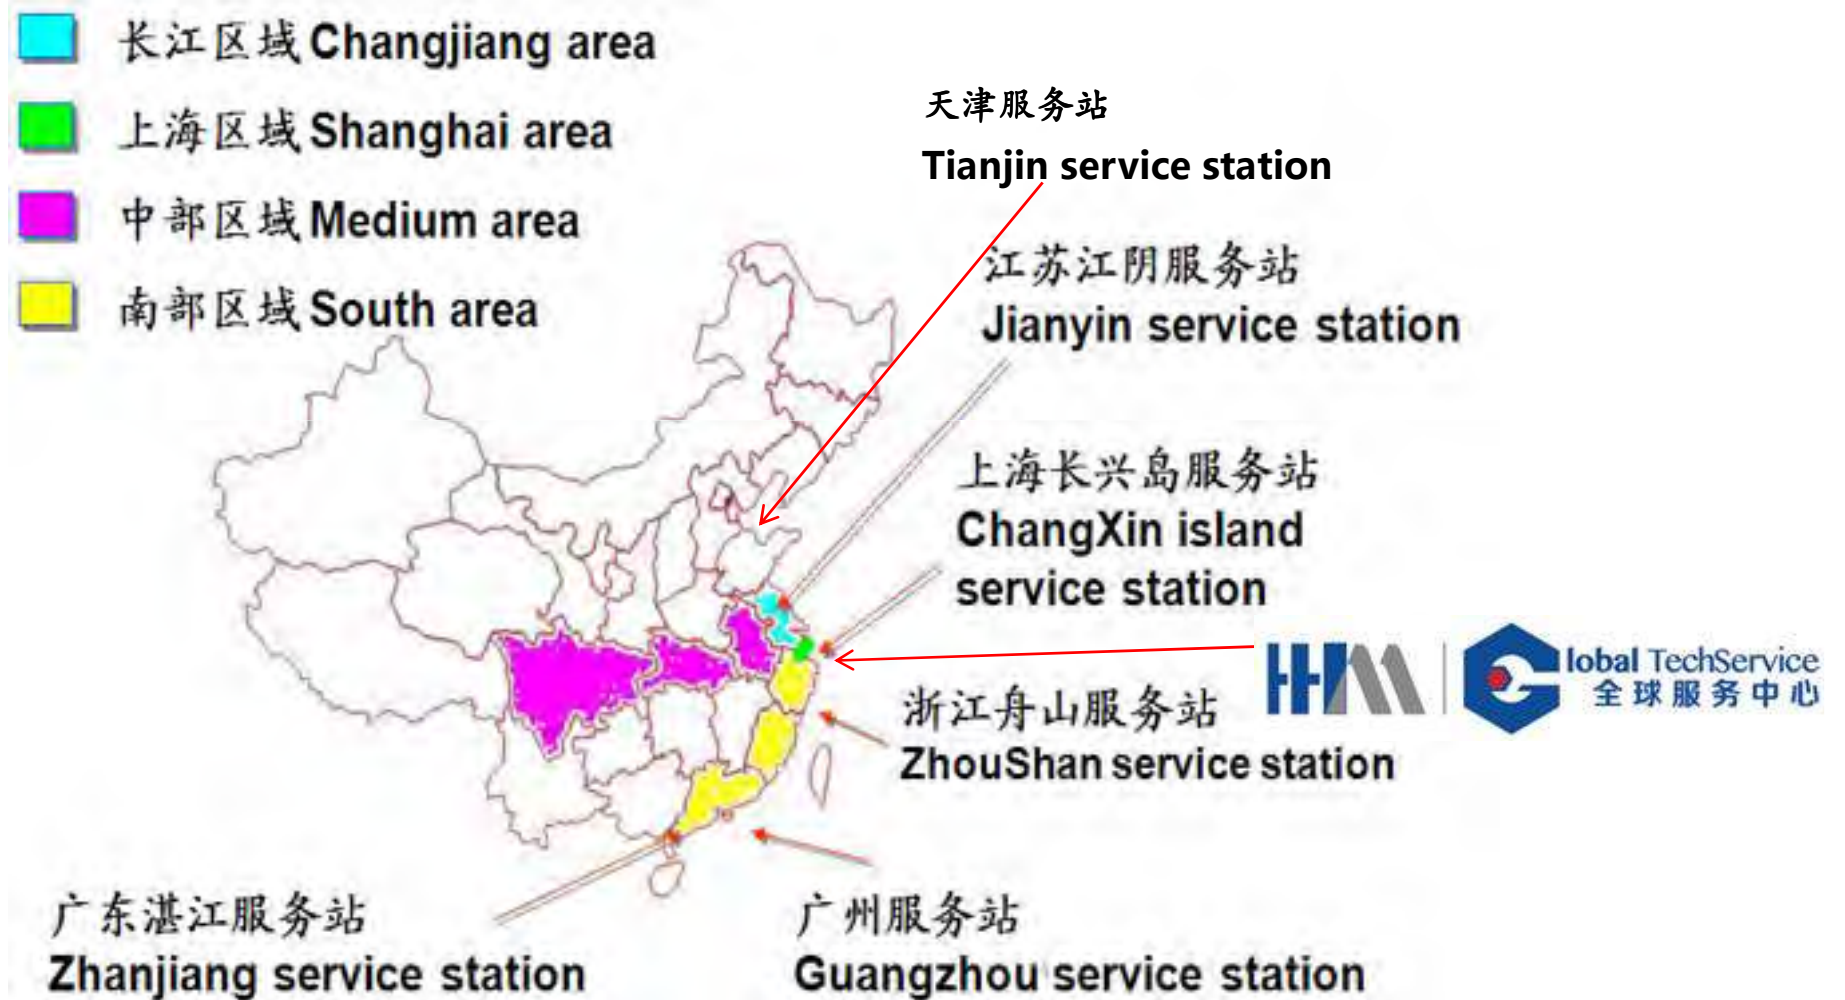 长江区域 Changjiang area
上海区域 Shanghai area
中部区域 Medium area
南部区域 South area
天津服务站
Tianjin service station
江苏江阴服务站
Jianyin service station
上海长兴岛服务站
ChangXin island
service station
HHM
Global TechService
全球服务中心
浙江舟山服务站
ZhouShan service station
广东湛江服务站
Zhanjiang service station
广州服务站
Guangzhou service station